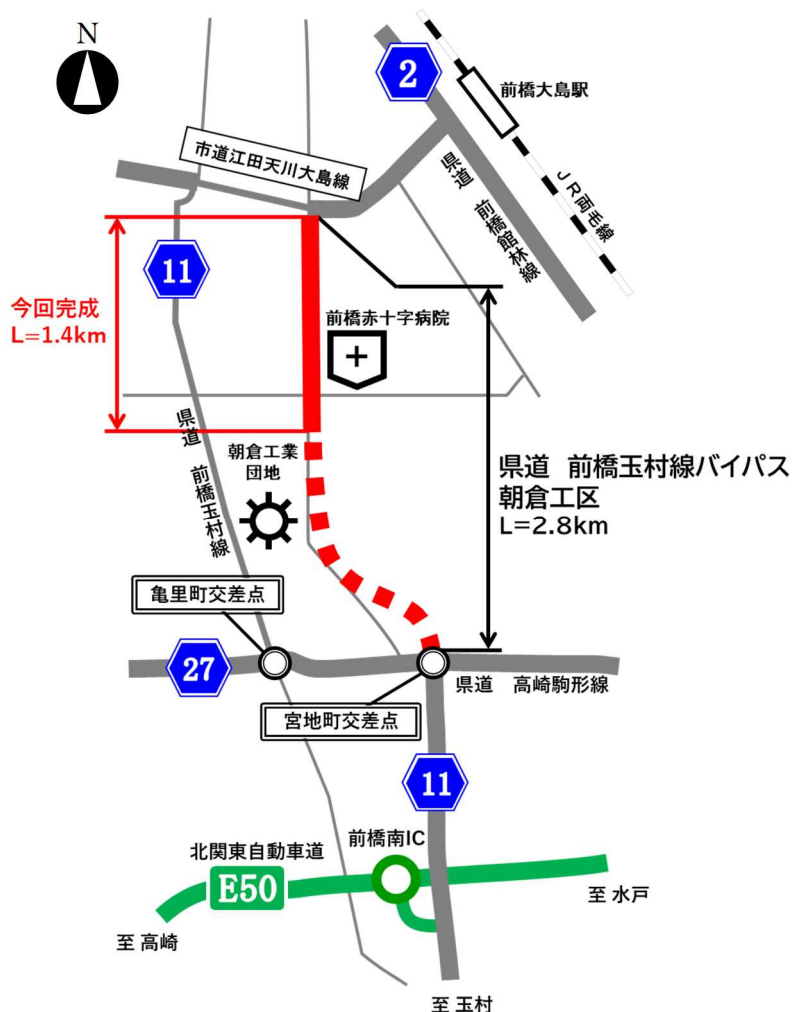 N
2
前橋大島駅
市道江田天川大島線
県道 前橋館林線
JR両毛線
11
今回完成
L=1.4km
前橋赤十字病院
県道 前橋玉村線
朝倉工業
団地
県道 前橋玉村線バイパス
朝倉工区
L=2.8km
亀里町交差点
27
県道 高崎駒形線
宮地町交差点
11
北関東自動車道
前橋南IC
E50
至 水戸
至 高崎
至 玉村